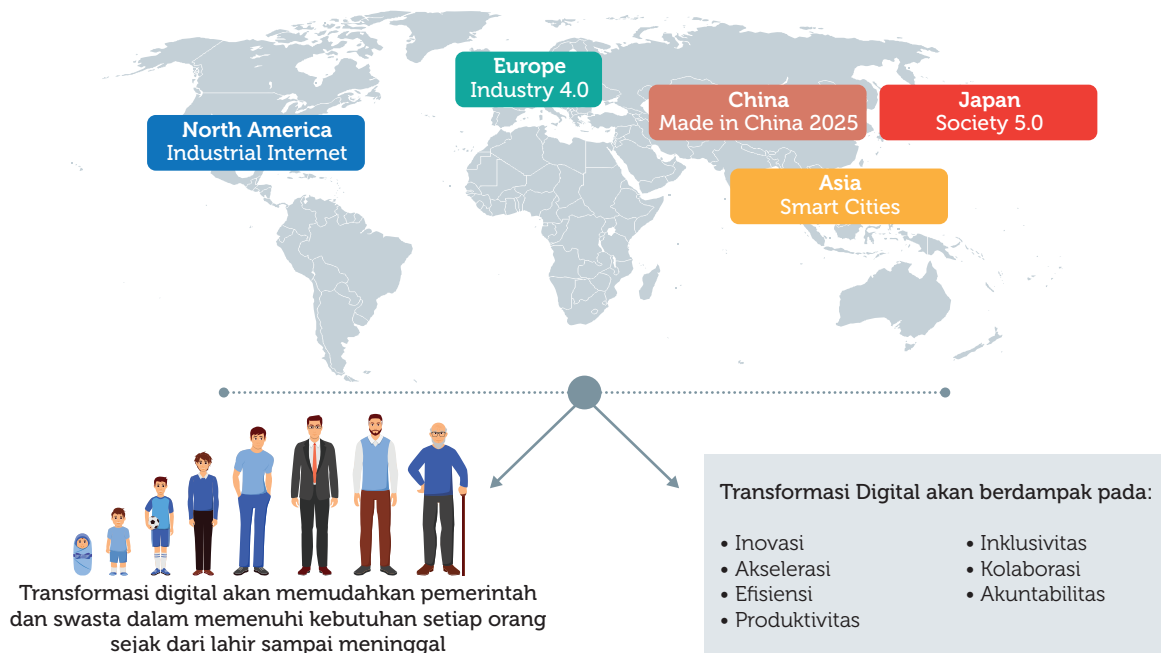 Europe
Industry 4.0
China
Made in China 2025
Japan
Society 5.0
North America
Industrial Internet
Asia
Smart Cities
Transformasi digital akan memudahkan pemerintah
dan swasta dalam memenuhi kebutuhan setiap orang
sejak dari lahir sampai meninggal
Transformasi Digital akan berdampak pada:
• Inovasi
• Akselerasi
• Efisiensi
• Produktivitas
• Inklusivitas
• Kolaborasi
• Akuntabilitas